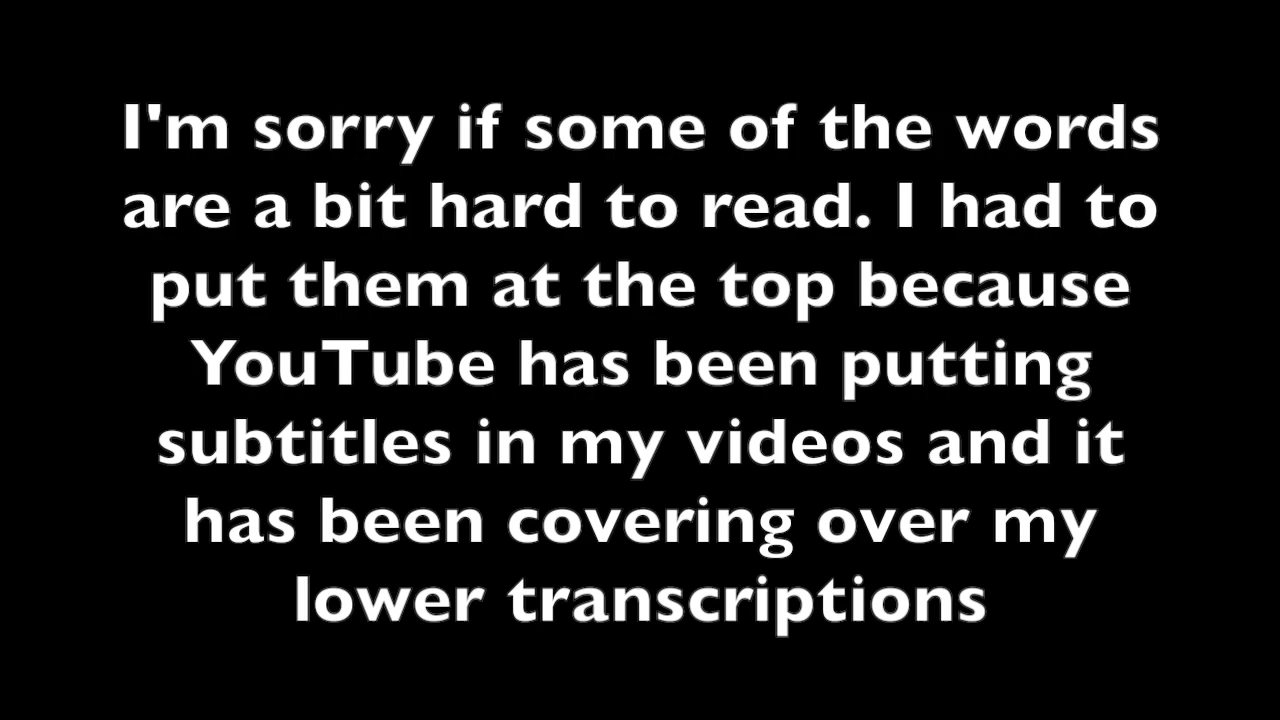 I'm sorry if some of the words
are a bit hard to read. I had to
put them at the top because
YouTube has been putting
subtitles in my videos and it
has been covering over my
lower transcriptions